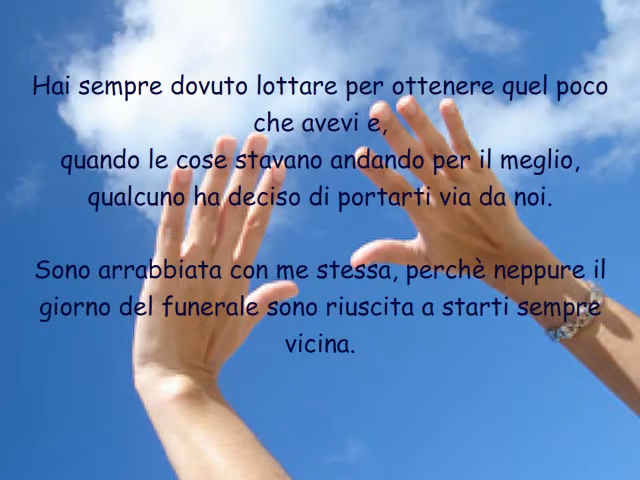 Hai sempre dovuto lottare per ottenere quel poco
che avevi e,
quando le cose stavano andando per il meglio,
qualcuno ha deciso di portarti via da noi.
Sono arrabbiata con me stessa, perchè neppure il
giorno del funerale sono riuscita a starti sempre
vicina.